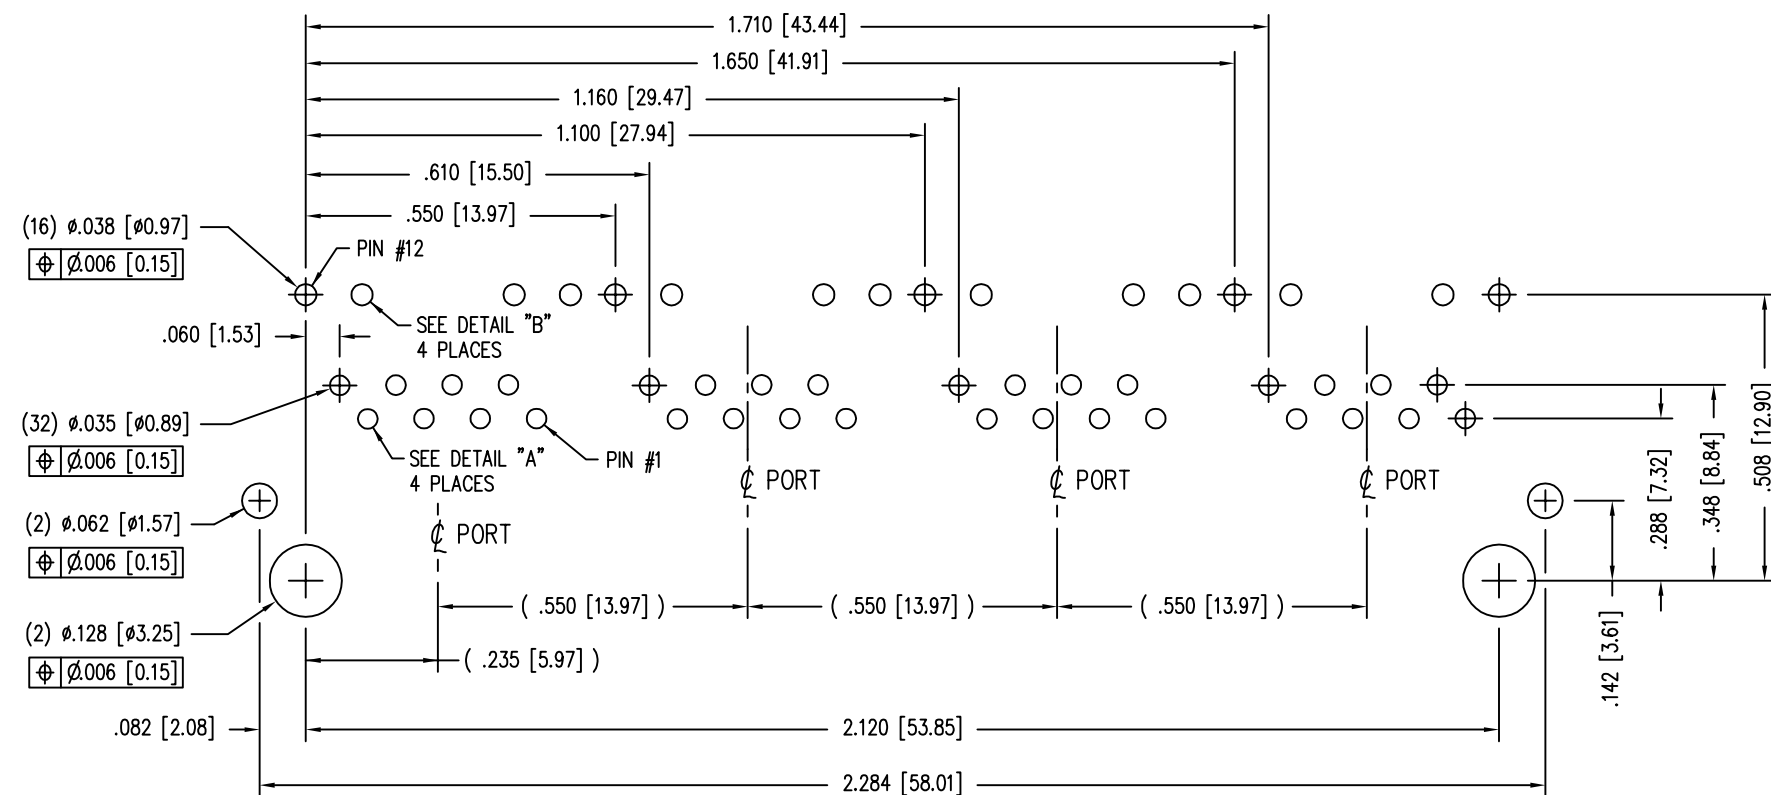 1.710 [43.44]
1.650 [41.91]
1.160 [29.47]
1.100 [27.94]
.610 [15.50]
.550 [13.97]
(16) ø.038 [ø0.97]
⌖ Ø.006 [0.15]
PIN #12
SEE DETAIL "B"
4 PLACES
.060 [1.53]
(32) ø.035 [ø0.89]
⌖ Ø.006 [0.15]
SEE DETAIL "A"
4 PLACES
PIN #1
℄ PORT
℄ PORT
℄ PORT
℄ PORT
(2) ø.062 [ø1.57]
⌖ Ø.006 [0.15]
(2) ø.128 [ø3.25]
⌖ Ø.006 [0.15]
( .550 [13.97] )
( .550 [13.97] )
( .550 [13.97] )
( .235 [5.97] )
.142 [3.61]
.288 [7.32]
.348 [8.84]
.508 [12.90]
.082 [2.08]
2.120 [53.85]
2.284 [58.01]